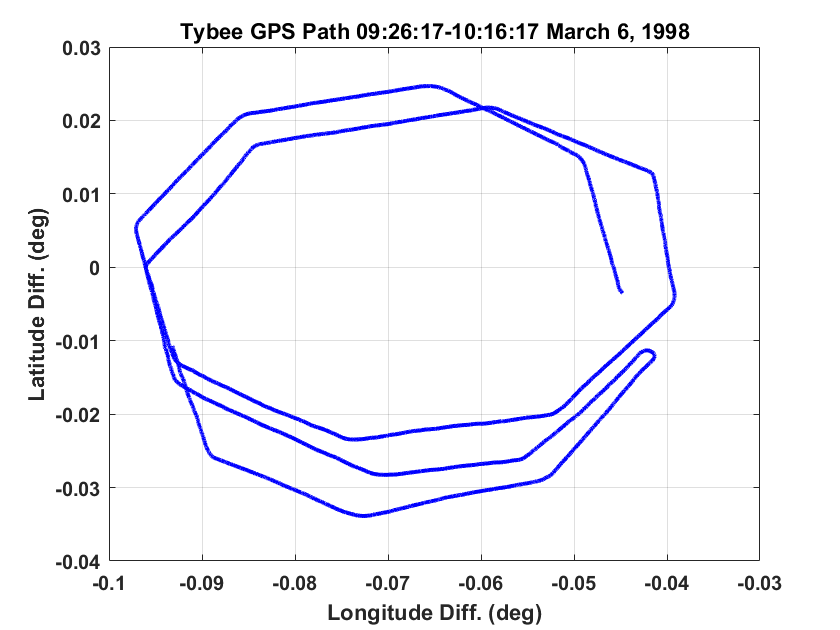 Tybee GPS Path 09:26:17-10:16:17 March 6, 1998
0.03
0.02
0.01
0
-0.01
-0.02
-0.03
-0.04
Latitude Diff. (deg)
-0.1 -0.09 -0.08 -0.07 -0.06 -0.05 -0.04 -0.03
Longitude Diff. (deg)